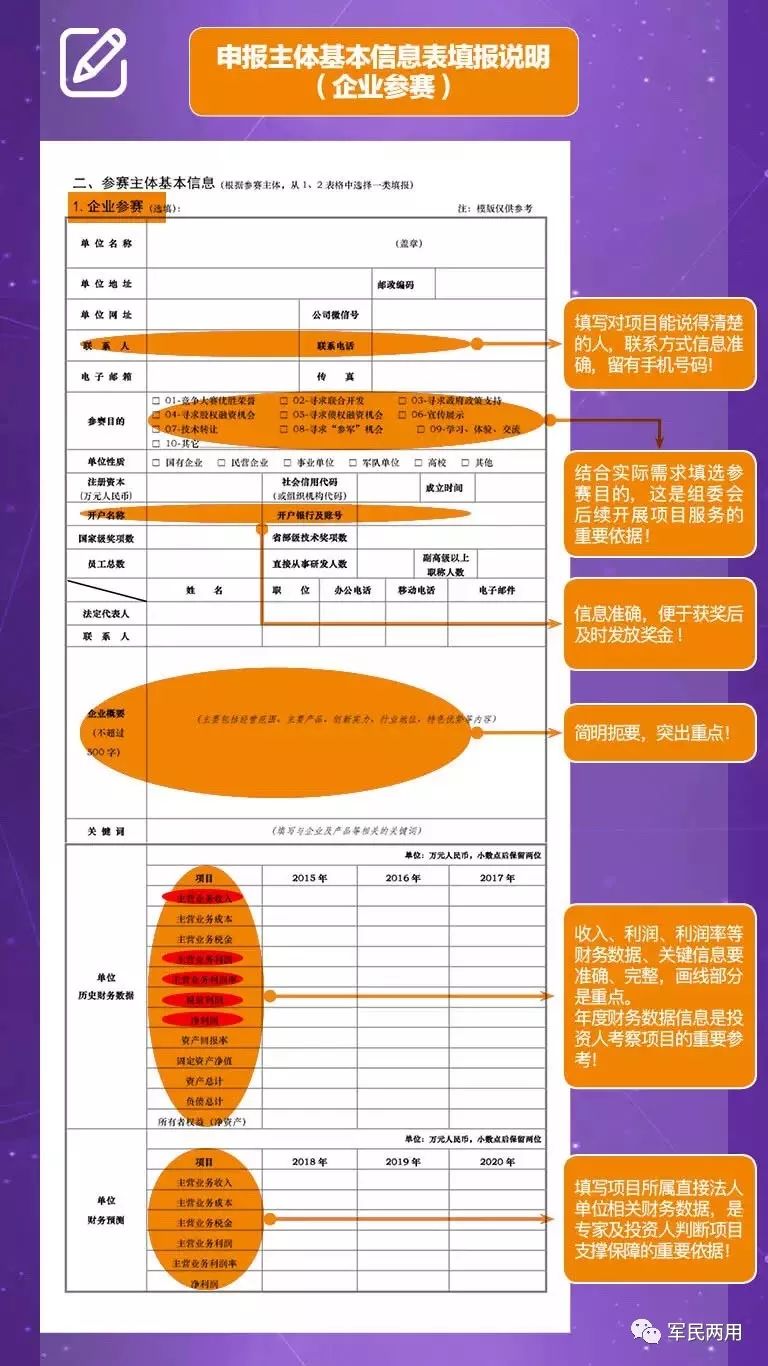 申报主体基本信息表填报说明
（企业参赛）
二、参赛主体基本信息（根据参赛主体，从 1、2 表格中选择一类填报）
1. 企业参赛（选填）： 注：模版仅供参考
单位名称 （盖章）
单位地址 邮政编码
单位网址 公司微信号
联系人 联系电话
填写对项目能说得清楚
的人，联系方式信息准
确，留有手机号码！
电子邮箱 传真
参赛目的
□ 01-竞争大赛优胜荣誉 □ 02-寻求联合开发 □ 03-寻求政府政策支持
□ 04-寻求股权融资机会 □ 05-寻求债权融资机会 □ 06-宣传展示
□ 07-技术转让 □ 08-寻求“参军”机会 □ 09-学习、体验、交流
□ 10-其它
结合实际需求填选参
赛目的，这是组委会
后续开展项目服务的
重要依据！
单位性质 □ 国有企业 □ 民营企业 □ 事业单位 □ 军队单位 □ 高校 □ 其他
注册资本
（万元人民币）
社会信用代码
（或组织机构代码）
成立时间
开户名称 开户银行及账号
国家级奖项数 省部级技术奖项数
员工总数 直接从事研发人数
副高级以上
职称人数
姓名 职位 办公电话 移动电话 电子邮件
法定代表人
联系人
信息准确，便于获奖后
及时发放奖金！
企业概要
（不超过
500 字）
（主要包括经营范围、主要产品、创新实力、行业地位、特色优势等内容）
简明扼要，突出重点！
关键词 （填写与企业及产品等相关的关键词）
单位
历史财务数据
单位：万元人民币，小数点后保留两位
项目 2015 年 2016 年 2017 年
主营业务收入
主营业务成本
主营业务税金
主营业务利润
主营业务利润率
税前利润
净利润
资产回报率
固定资产净值
资产总计
负债总计
所有者权益（净资产）
收入、利润、利润率等
财务数据、关键信息要
准确、完整，画线部分
是重点。
年度财务数据信息是投
资人考察项目的重要参
考！
单位
财务预测
单位：万元人民币，小数点后保留两位
项目 2018 年 2019 年 2020 年
主营业务收入
主营业务成本
主营业务税金
主营业务利润
主营业务利润率
净利润
填写项目所属直接法人
单位相关财务数据，是
专家及投资人判断项目
支撑保障的重要依据！
军民两用